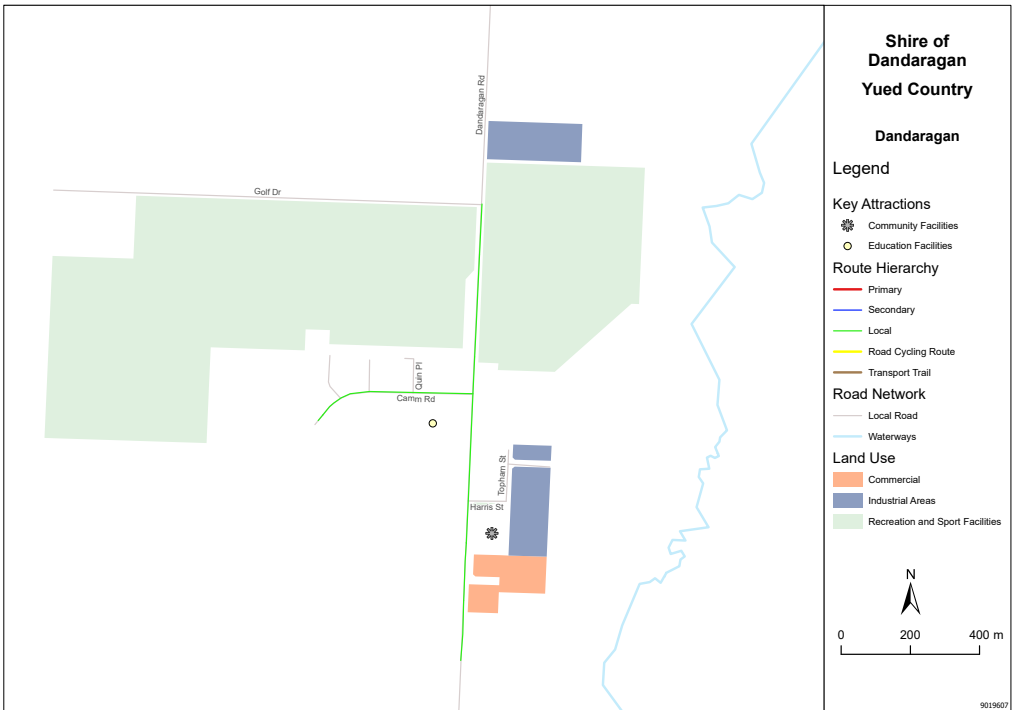 Dandaragan Rd
Golf Dr
Quin Pl
Camm Rd
Topham St
Harris St
Shire of
Dandaragan
Yued Country
Dandaragan
Legend
Key Attractions
Community Facilities
Education Facilities
Route Hierarchy
Primary
Secondary
Local
Road Cycling Route
Transport Trail
Road Network
Local Road
Waterways
Land Use
Commercial
Industrial Areas
Recreation and Sport Facilities
N
0 200 400 m
9019607